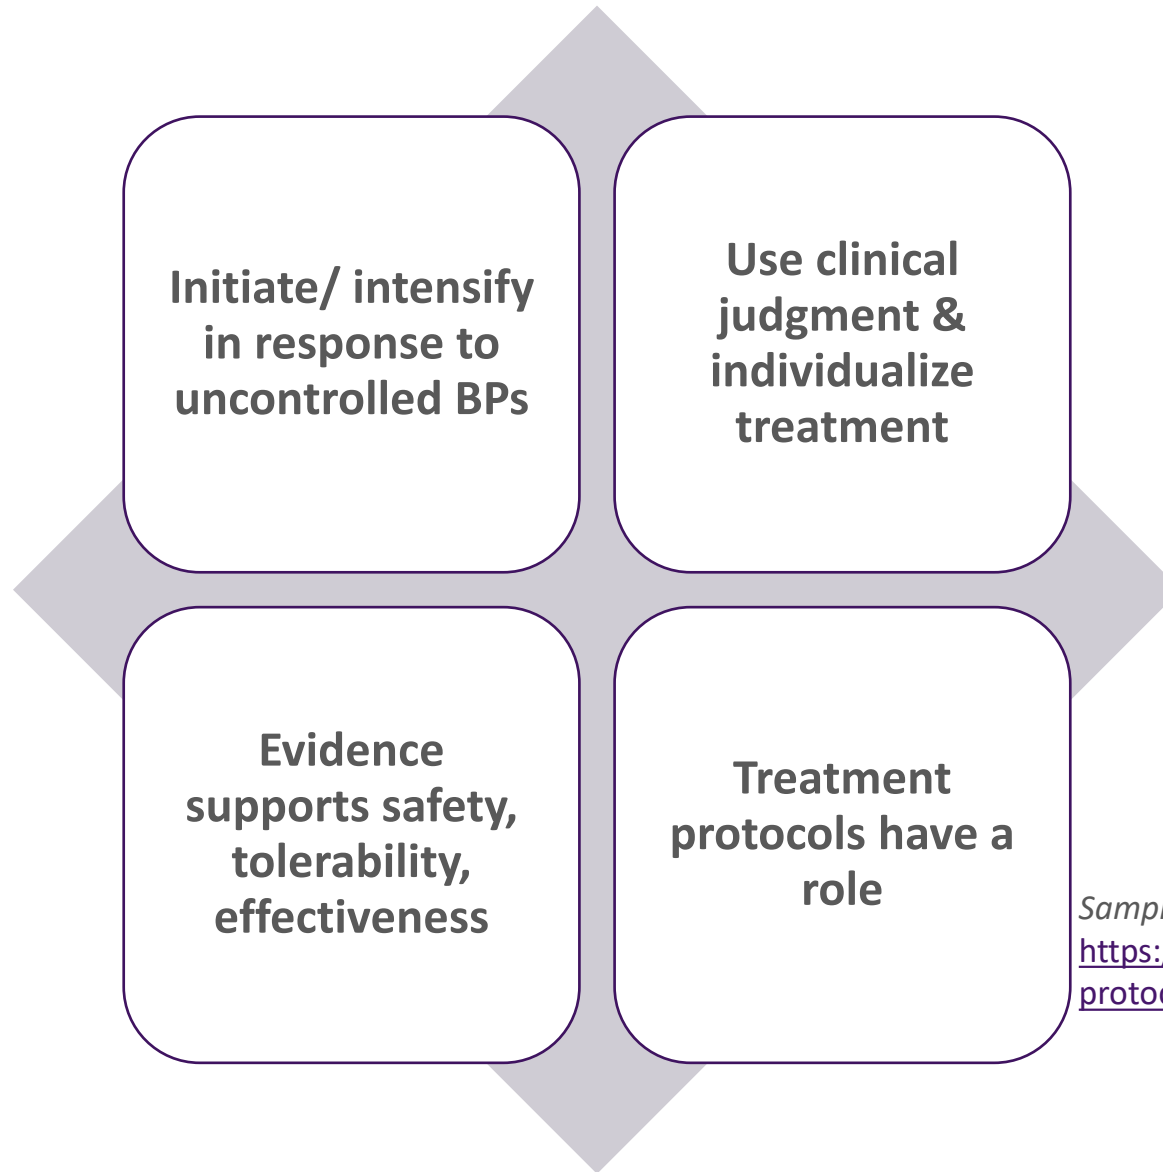 Initiate/ intensify
in response to
uncontrolled BPs
Use clinical
judgment &
individualize
treatment
Evidence
supports safety,
tolerability,
effectiveness
Treatment
protocols have a
role
https: